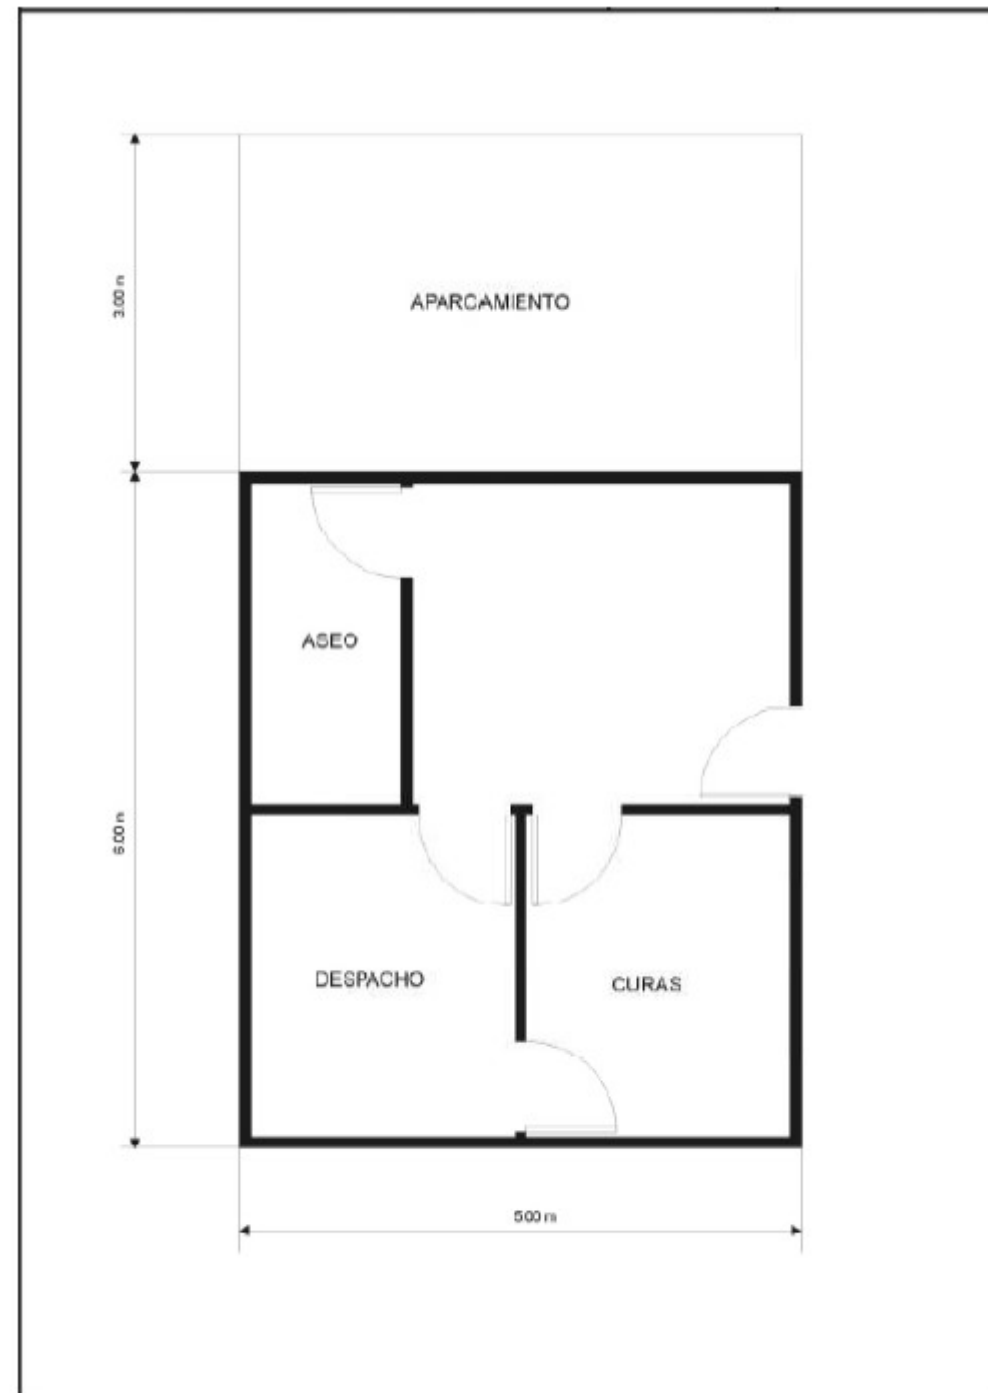 3.00 m
APARCAMIENTO
ASEO
6.00 m
DESPACHO
CURAS
5.00 m